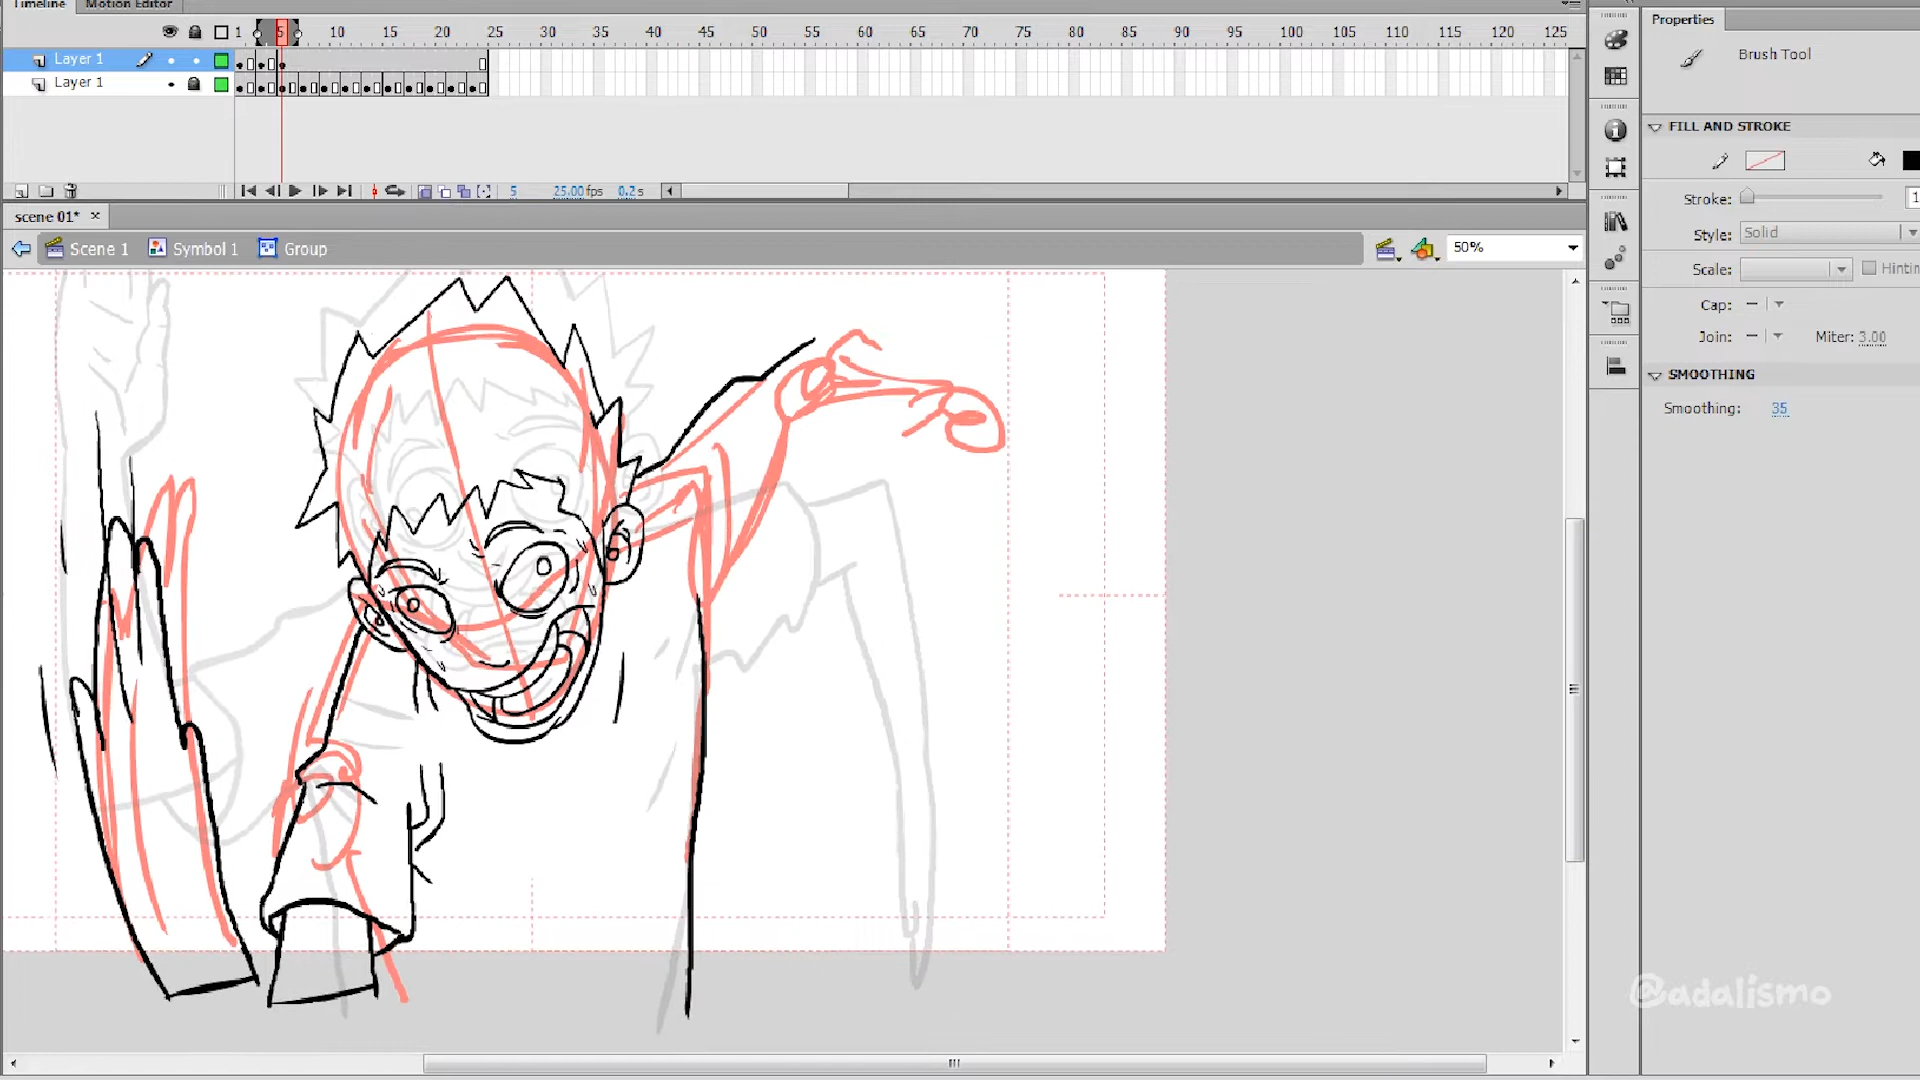 Timeline Motion Editor
1 5 10 15 20 25 30 35 40 45 50 55 60 65 70 75 80 85 90 95 100 105 110 115 120 125
Layer 1
Layer 1
5 25.00 fps 0.2 s
scene 01*
Scene 1 Symbol 1 Group 50%
Properties
Brush Tool
FILL AND STROKE
Stroke: 1
Style: Solid
Scale: Hintin
Cap:
Join: Miter: 3.00
SMOOTHING
Smoothing: 35
@adalismo